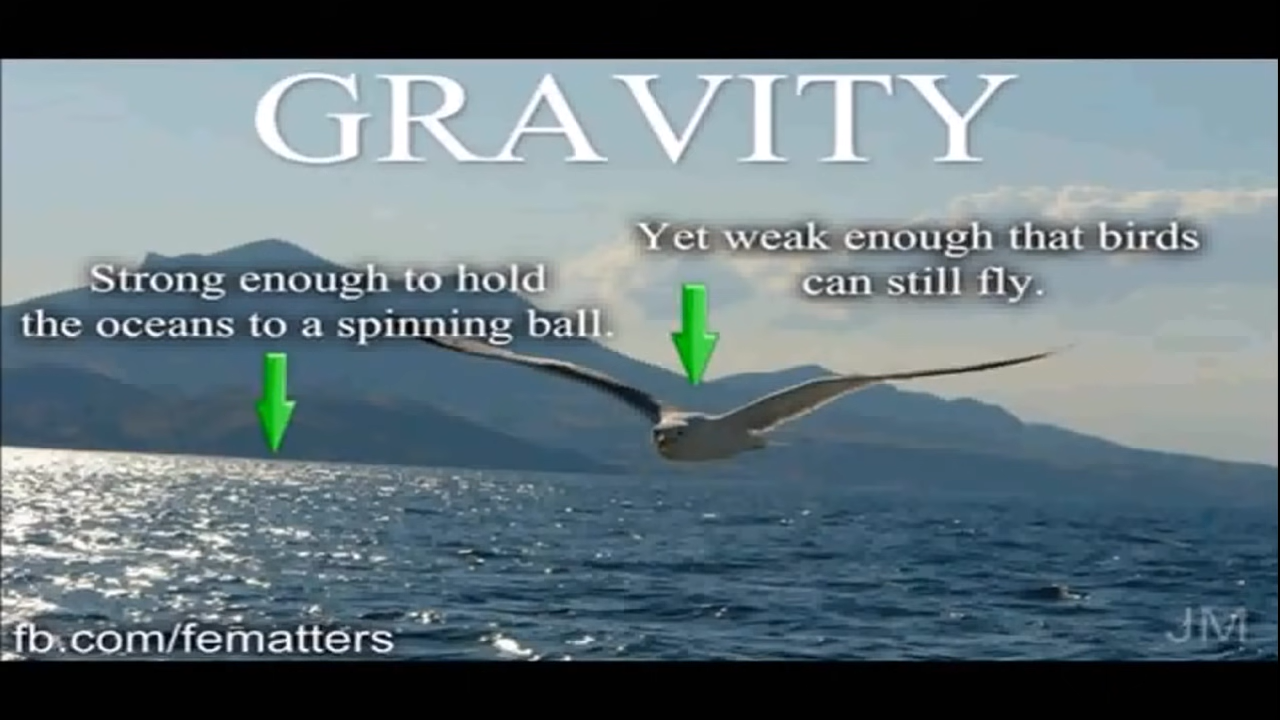 GRAVITY
Strong enough to hold
the oceans to a spinning ball.
Yet weak enough that birds
can still fly.
fb.com/fematters
JM